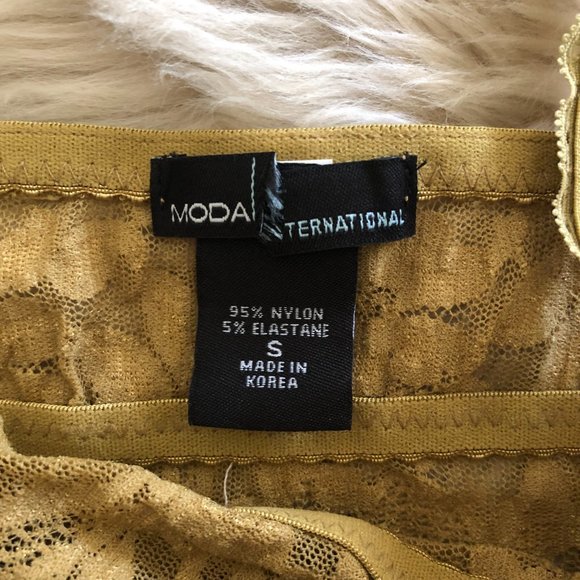 MODA TERNATIONAL
95% NYLON
5% ELASTANE
S
MADE IN
KOREA